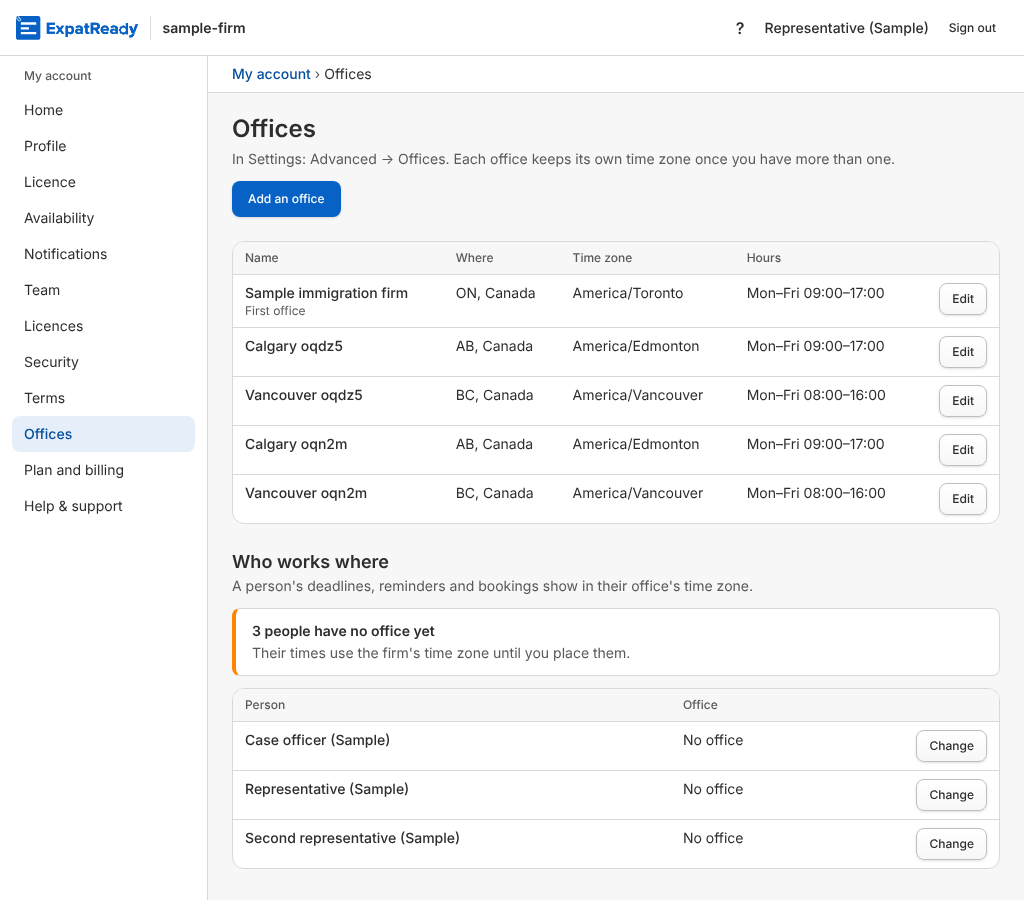 ExpatReady
sample-firm
?
Representative (Sample)
Sign out
My account
Home
Profile
Licence
Availability
Notifications
Team
Licences
Security
Terms
Offices
Plan and billing
Help & support
My account › Offices
Offices
In Settings: Advanced → Offices. Each office keeps its own time zone once you have more than one.
Add an office
Name Where Time zone Hours
Sample immigration firm ON, Canada America/Toronto Mon–Fri 09:00–17:00 Edit
First office
Calgary oqdz5 AB, Canada America/Edmonton Mon–Fri 09:00–17:00 Edit
Vancouver oqdz5 BC, Canada America/Vancouver Mon–Fri 08:00–16:00 Edit
Calgary oqn2m AB, Canada America/Edmonton Mon–Fri 09:00–17:00 Edit
Vancouver oqn2m BC, Canada America/Vancouver Mon–Fri 08:00–16:00 Edit
Who works where
A person's deadlines, reminders and bookings show in their office's time zone.
3 people have no office yet
Their times use the firm's time zone until you place them.
Person Office
Case officer (Sample) No office Change
Representative (Sample) No office Change
Second representative (Sample) No office Change